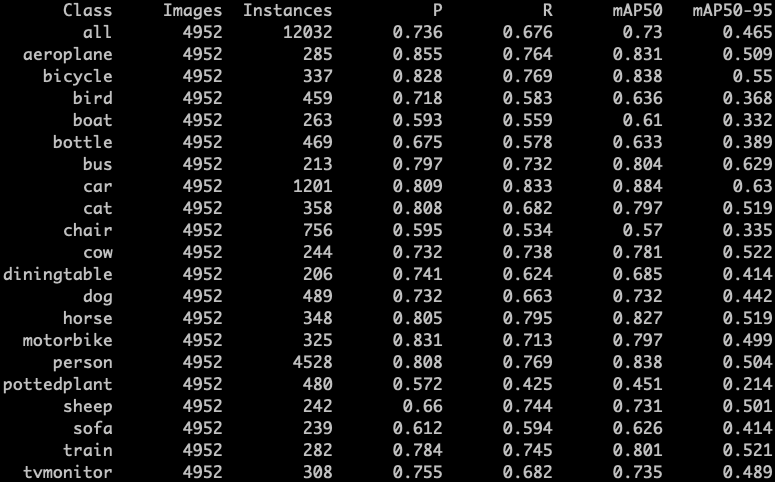 Class Images Instances P R mAP50 mAP50-95
all 4952 12032 0.736 0.676 0.73 0.465
aeroplane 4952 285 0.855 0.764 0.831 0.509
bicycle 4952 337 0.828 0.769 0.838 0.55
bird 4952 459 0.718 0.583 0.636 0.368
boat 4952 263 0.593 0.559 0.61 0.332
bottle 4952 469 0.675 0.578 0.633 0.389
bus 4952 213 0.797 0.732 0.804 0.629
car 4952 1201 0.809 0.833 0.884 0.63
cat 4952 358 0.808 0.682 0.797 0.519
chair 4952 756 0.595 0.534 0.57 0.335
cow 4952 244 0.732 0.738 0.781 0.522
diningtable 4952 206 0.741 0.624 0.685 0.414
dog 4952 489 0.732 0.663 0.732 0.442
horse 4952 348 0.805 0.795 0.827 0.519
motorbike 4952 325 0.831 0.713 0.797 0.499
person 4952 4528 0.808 0.769 0.838 0.504
pottedplant 4952 480 0.572 0.425 0.451 0.214
sheep 4952 242 0.66 0.744 0.731 0.501
sofa 4952 239 0.612 0.594 0.626 0.414
train 4952 282 0.784 0.745 0.801 0.521
tvmonitor 4952 308 0.755 0.682 0.735 0.489